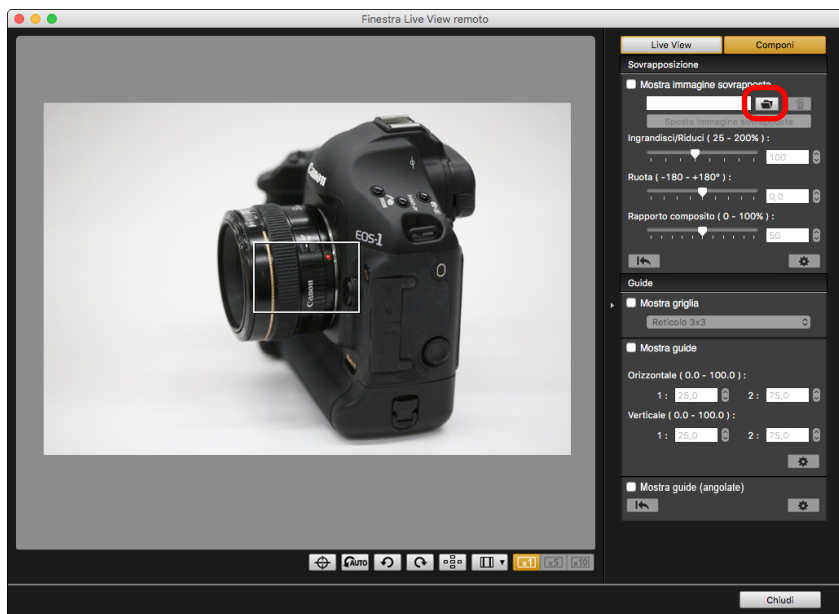 Finestra Live View remoto
Live View Componi
Sovrapposizione
Mostra immagine sovrapposta
Sposta immagine sovrapposta
Ingrandisci/Riduci ( 25 - 200% ) :
100
Ruota ( -180 - +180° ) :
0,0
Rapporto composito ( 0 - 100% ) :
50
Guide
Mostra griglia
Reticolo 3x3
Mostra guide
Orizzontale ( 0.0 - 100.0 ) :
1 : 25,0 2 : 75,0
Verticale ( 0.0 - 100.0 ) :
1 : 25,0 2 : 75,0
Mostra guide (angolate)
Canon
EOS-1
Canon
AUTO x1 x5 x10
Chiudi